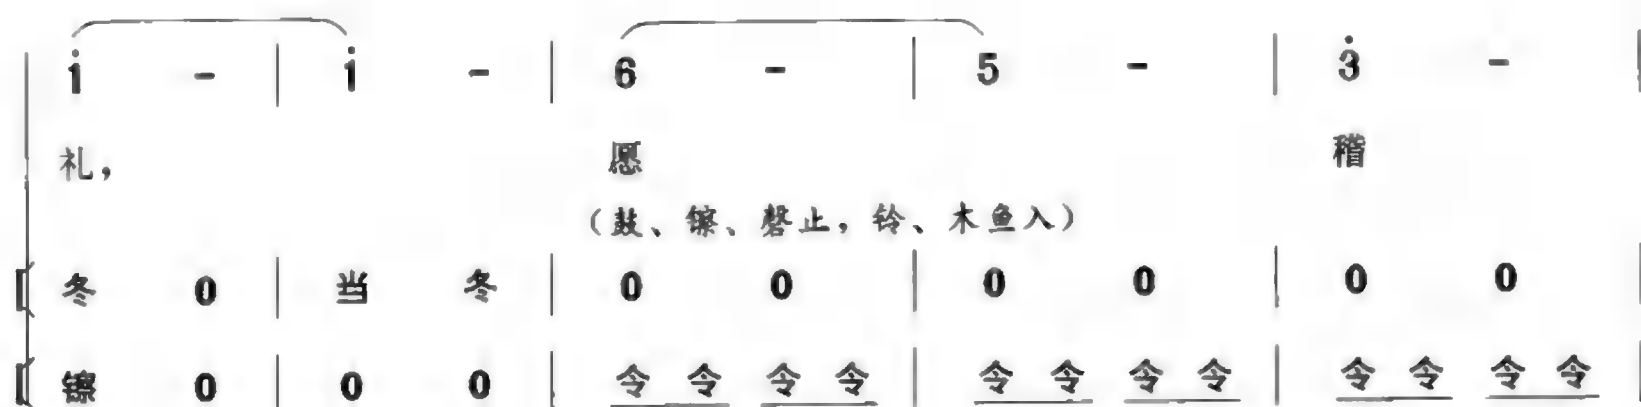 i̇ - | i̇ - | 6 - | 5 - | 3̇ - |
礼， 愿 稽
（鼓、镲、磬止，铃、木鱼入）
冬 0 | 当 冬 | 0 0 | 0 0 | 0 0 |
镲 0 | 0 0 | 令 令 令 令 | 令 令 令 令 | 令 令 令 令 |